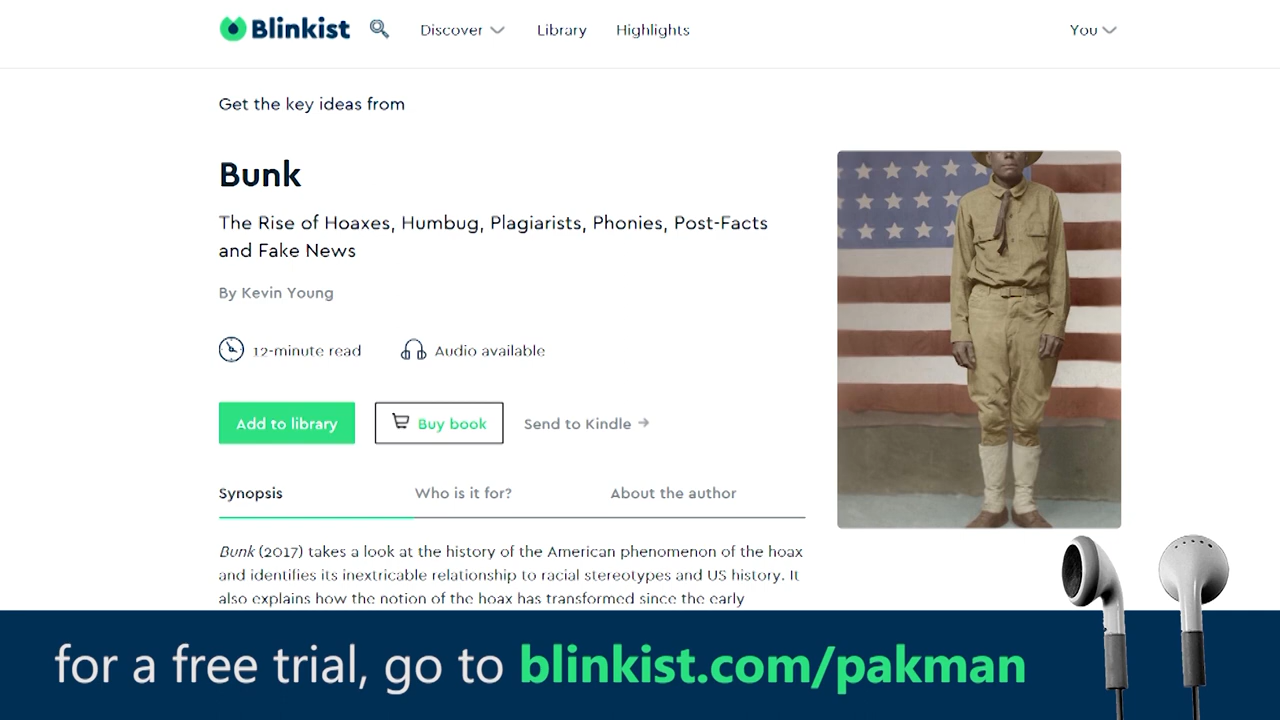 Blinkist
Discover
Library
Highlights
You
Get the key ideas from
Bunk
The Rise of Hoaxes, Humbug, Plagiarists, Phonies, Post-Facts
and Fake News
By Kevin Young
12-minute read
Audio available
Add to library
Buy book
Send to Kindle
Synopsis
Who is it for?
About the author
Bunk (2017) takes a look at the history of the American phenomenon of the hoax
and identifies its inextricable relationship to racial stereotypes and US history. It
also explains how the notion of the hoax has transformed since the early
for a free trial, go to blinkist.com/pakman